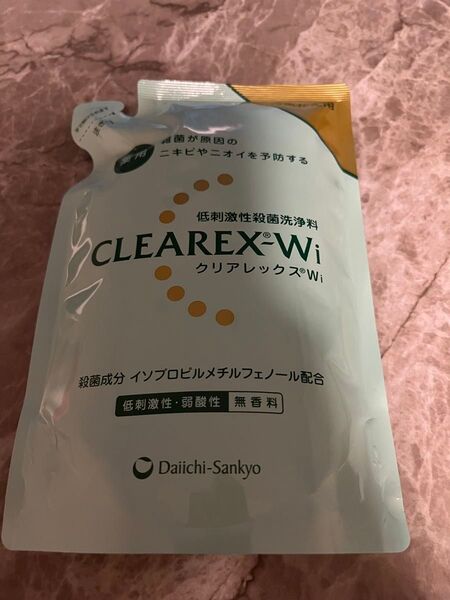 薬用
雑菌が原因の
ニキビやニオイを予防する
低刺激性殺菌洗浄料
CLEAREX®-Wi
クリアレックス®Wi
殺菌成分 イソプロピルメチルフェノール配合
低刺激性・弱酸性 無香料
Daiichi-Sankyo